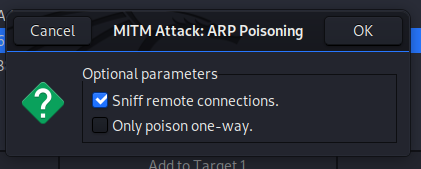 Cancel
MITM Attack: ARP Poisoning
OK
Optional parameters
Sniff remote connections.
Only poison one-way.
Add to Target 1